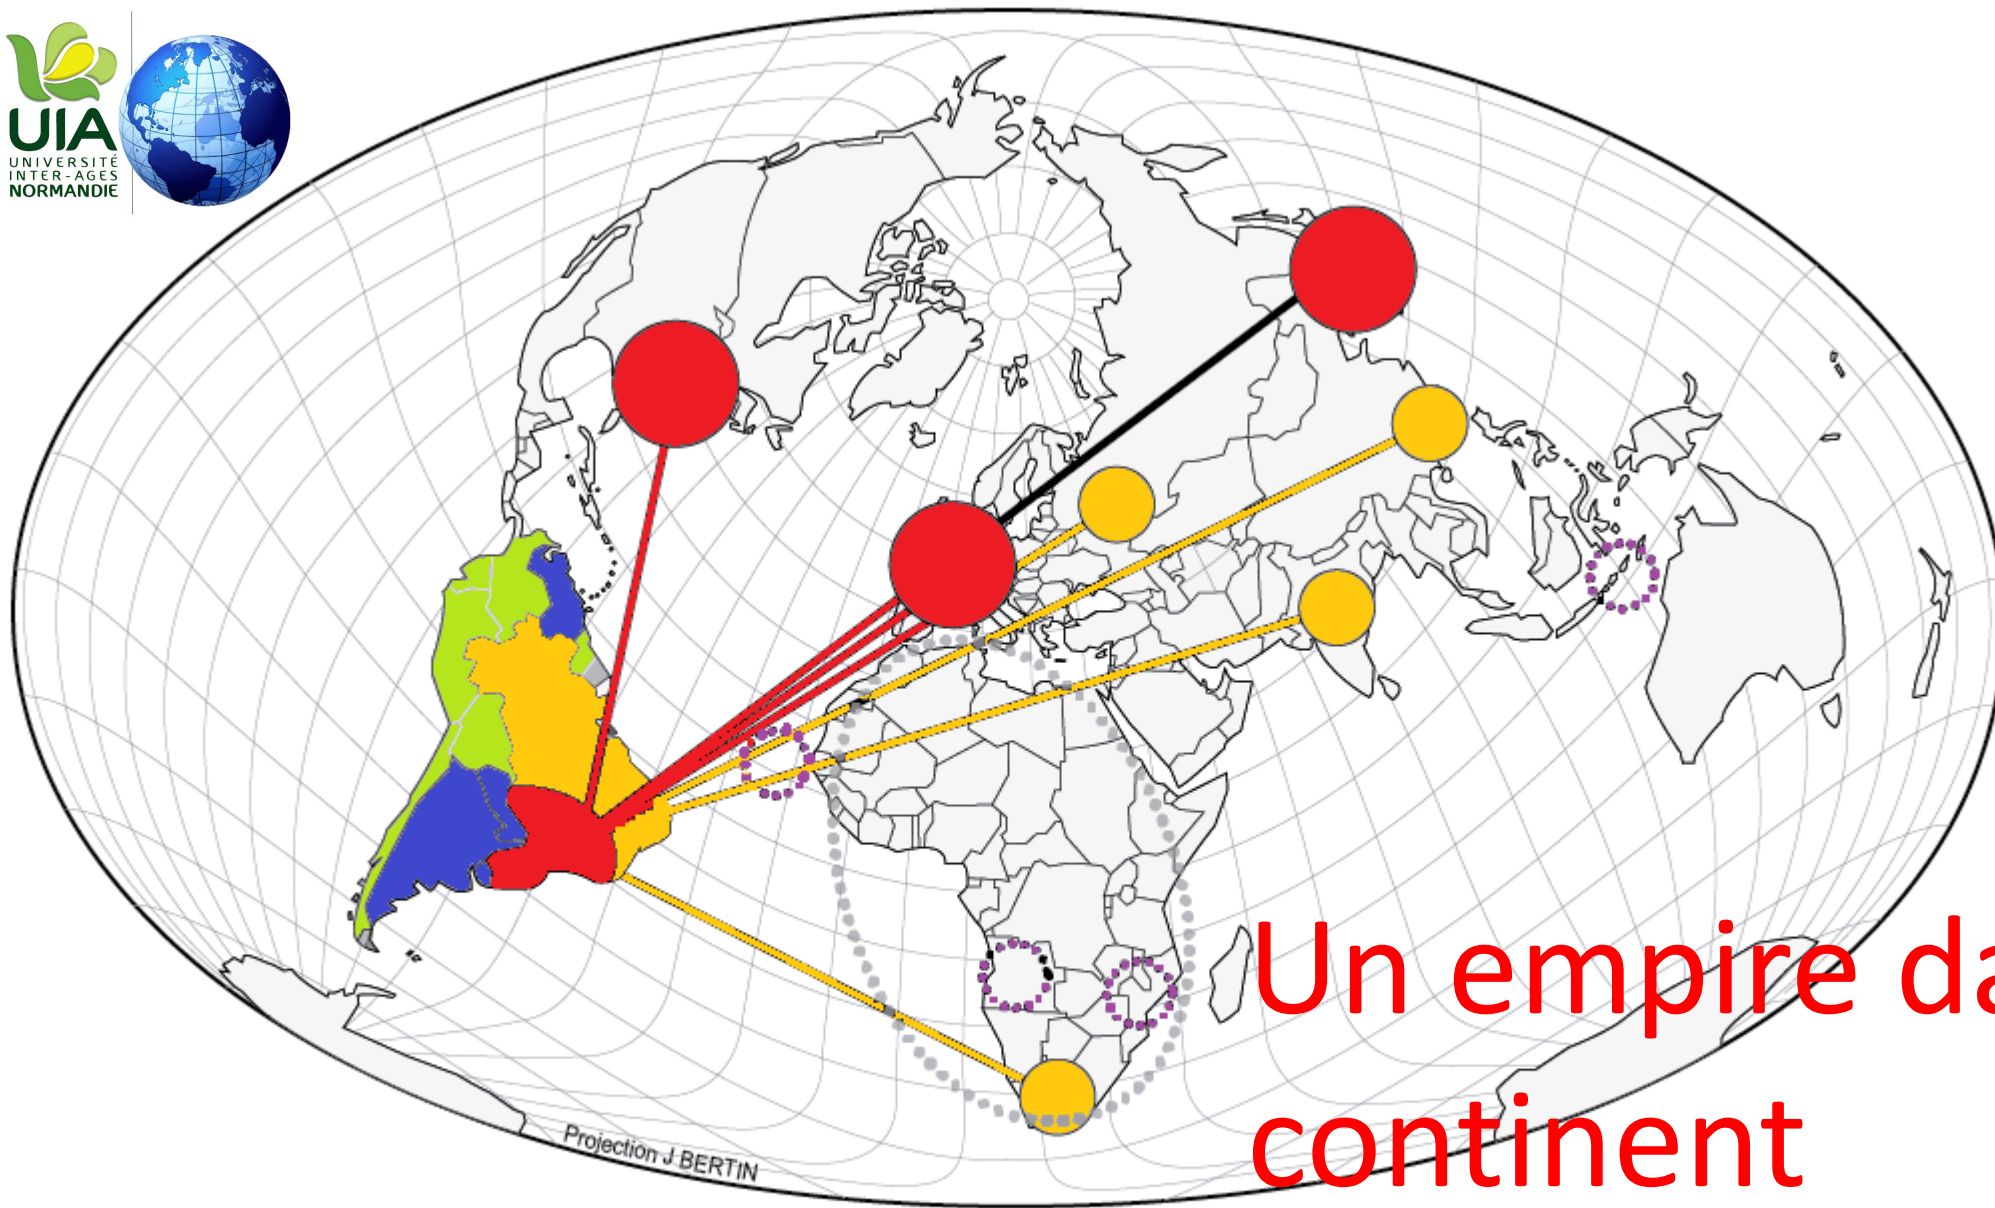 UIA
UNIVERSITÉ
INTER-AGES
NORMANDIE
Un empire da
continent
Projection J BERTIN